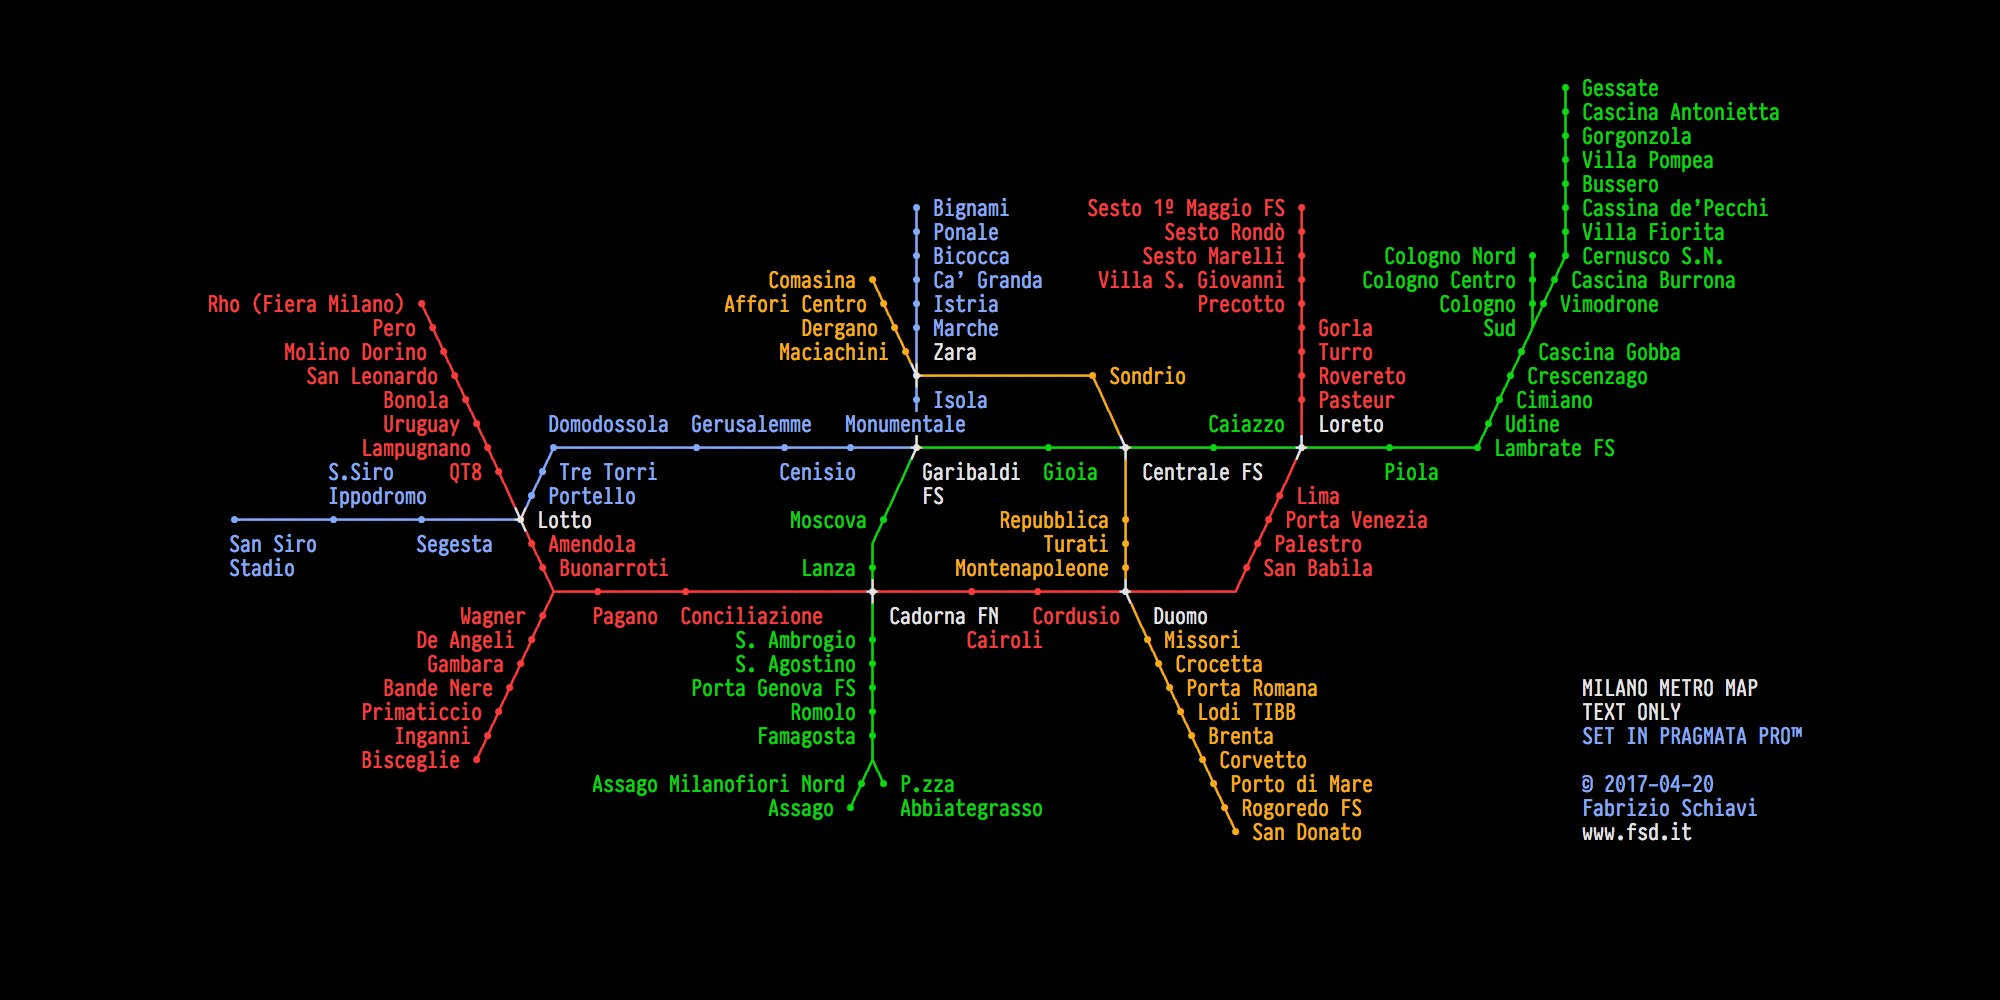 Gessate
Cascina Antonietta
Gorgonzola
Villa Pompea
Bussero
Bignami
Sesto 1º Maggio FS
Cassina de’Pecchi
Ponale
Sesto Rondò
Villa Fiorita
Bicocca
Sesto Marelli
Cologno Nord
Cernusco S.N.
Comasina
Ca’ Granda
Villa S. Giovanni
Cologno Centro
Cascina Burrona
Rho (Fiera Milano)
Affori Centro
Istria
Precotto
Cologno
Sud
Vimodrone
Pero
Dergano
Marche
Gorla
Molino Dorino
Maciachini
Zara
Turro
Cascina Gobba
San Leonardo
Sondrio
Rovereto
Crescenzago
Bonola
Isola
Pasteur
Cimiano
Uruguay
Domodossola
Gerusalemme
Monumentale
Caiazzo
Loreto
Udine
Lampugnano
Lambrate FS
S.Siro
Ippodromo
QT8
Tre Torri
Cenisio
Garibaldi
FS
Gioia
Centrale FS
Piola
Portello
Lima
Lotto
Moscova
Repubblica
Porta Venezia
San Siro
Stadio
Segesta
Amendola
Turati
Palestro
Buonarroti
Lanza
Montenapoleone
San Babila
Wagner
Pagano
Conciliazione
Cadorna FN
Cordusio
Duomo
De Angeli
S. Ambrogio
Cairoli
Missori
Gambara
S. Agostino
Crocetta
Bande Nere
Porta Genova FS
Porta Romana
Primaticcio
Romolo
Lodi TIBB
Inganni
Famagosta
Brenta
Bisceglie
Corvetto
Assago Milanofiori Nord
P.zza
Abbiategrasso
Porto di Mare
Assago
Rogoredo FS
San Donato
MILANO METRO MAP
TEXT ONLY
SET IN PRAGMATA PRO™
© 2017-04-20
Fabrizio Schiavi
www.fsd.it